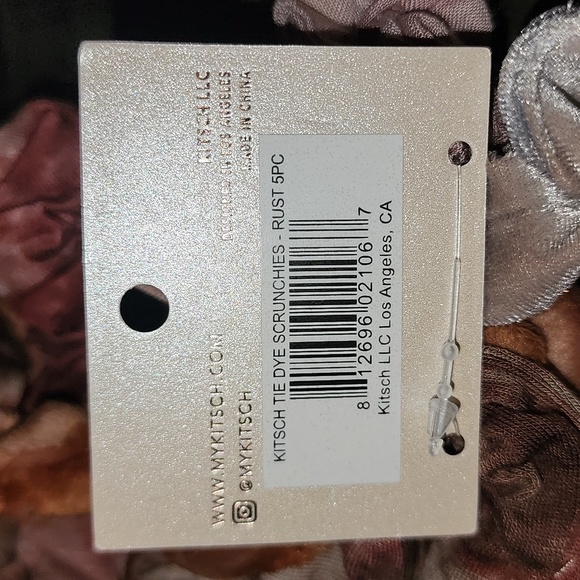 WWW.MYKITSCH.COM
@MYKITSCH
KITSCH LLC
DESIGNED IN LOS ANGELES
MADE IN CHINA
KITSCH TIE DYE SCRUNCHIES - RUST 5PC
8 12696 02106 7
Kitsch LLC Los Angeles, CA